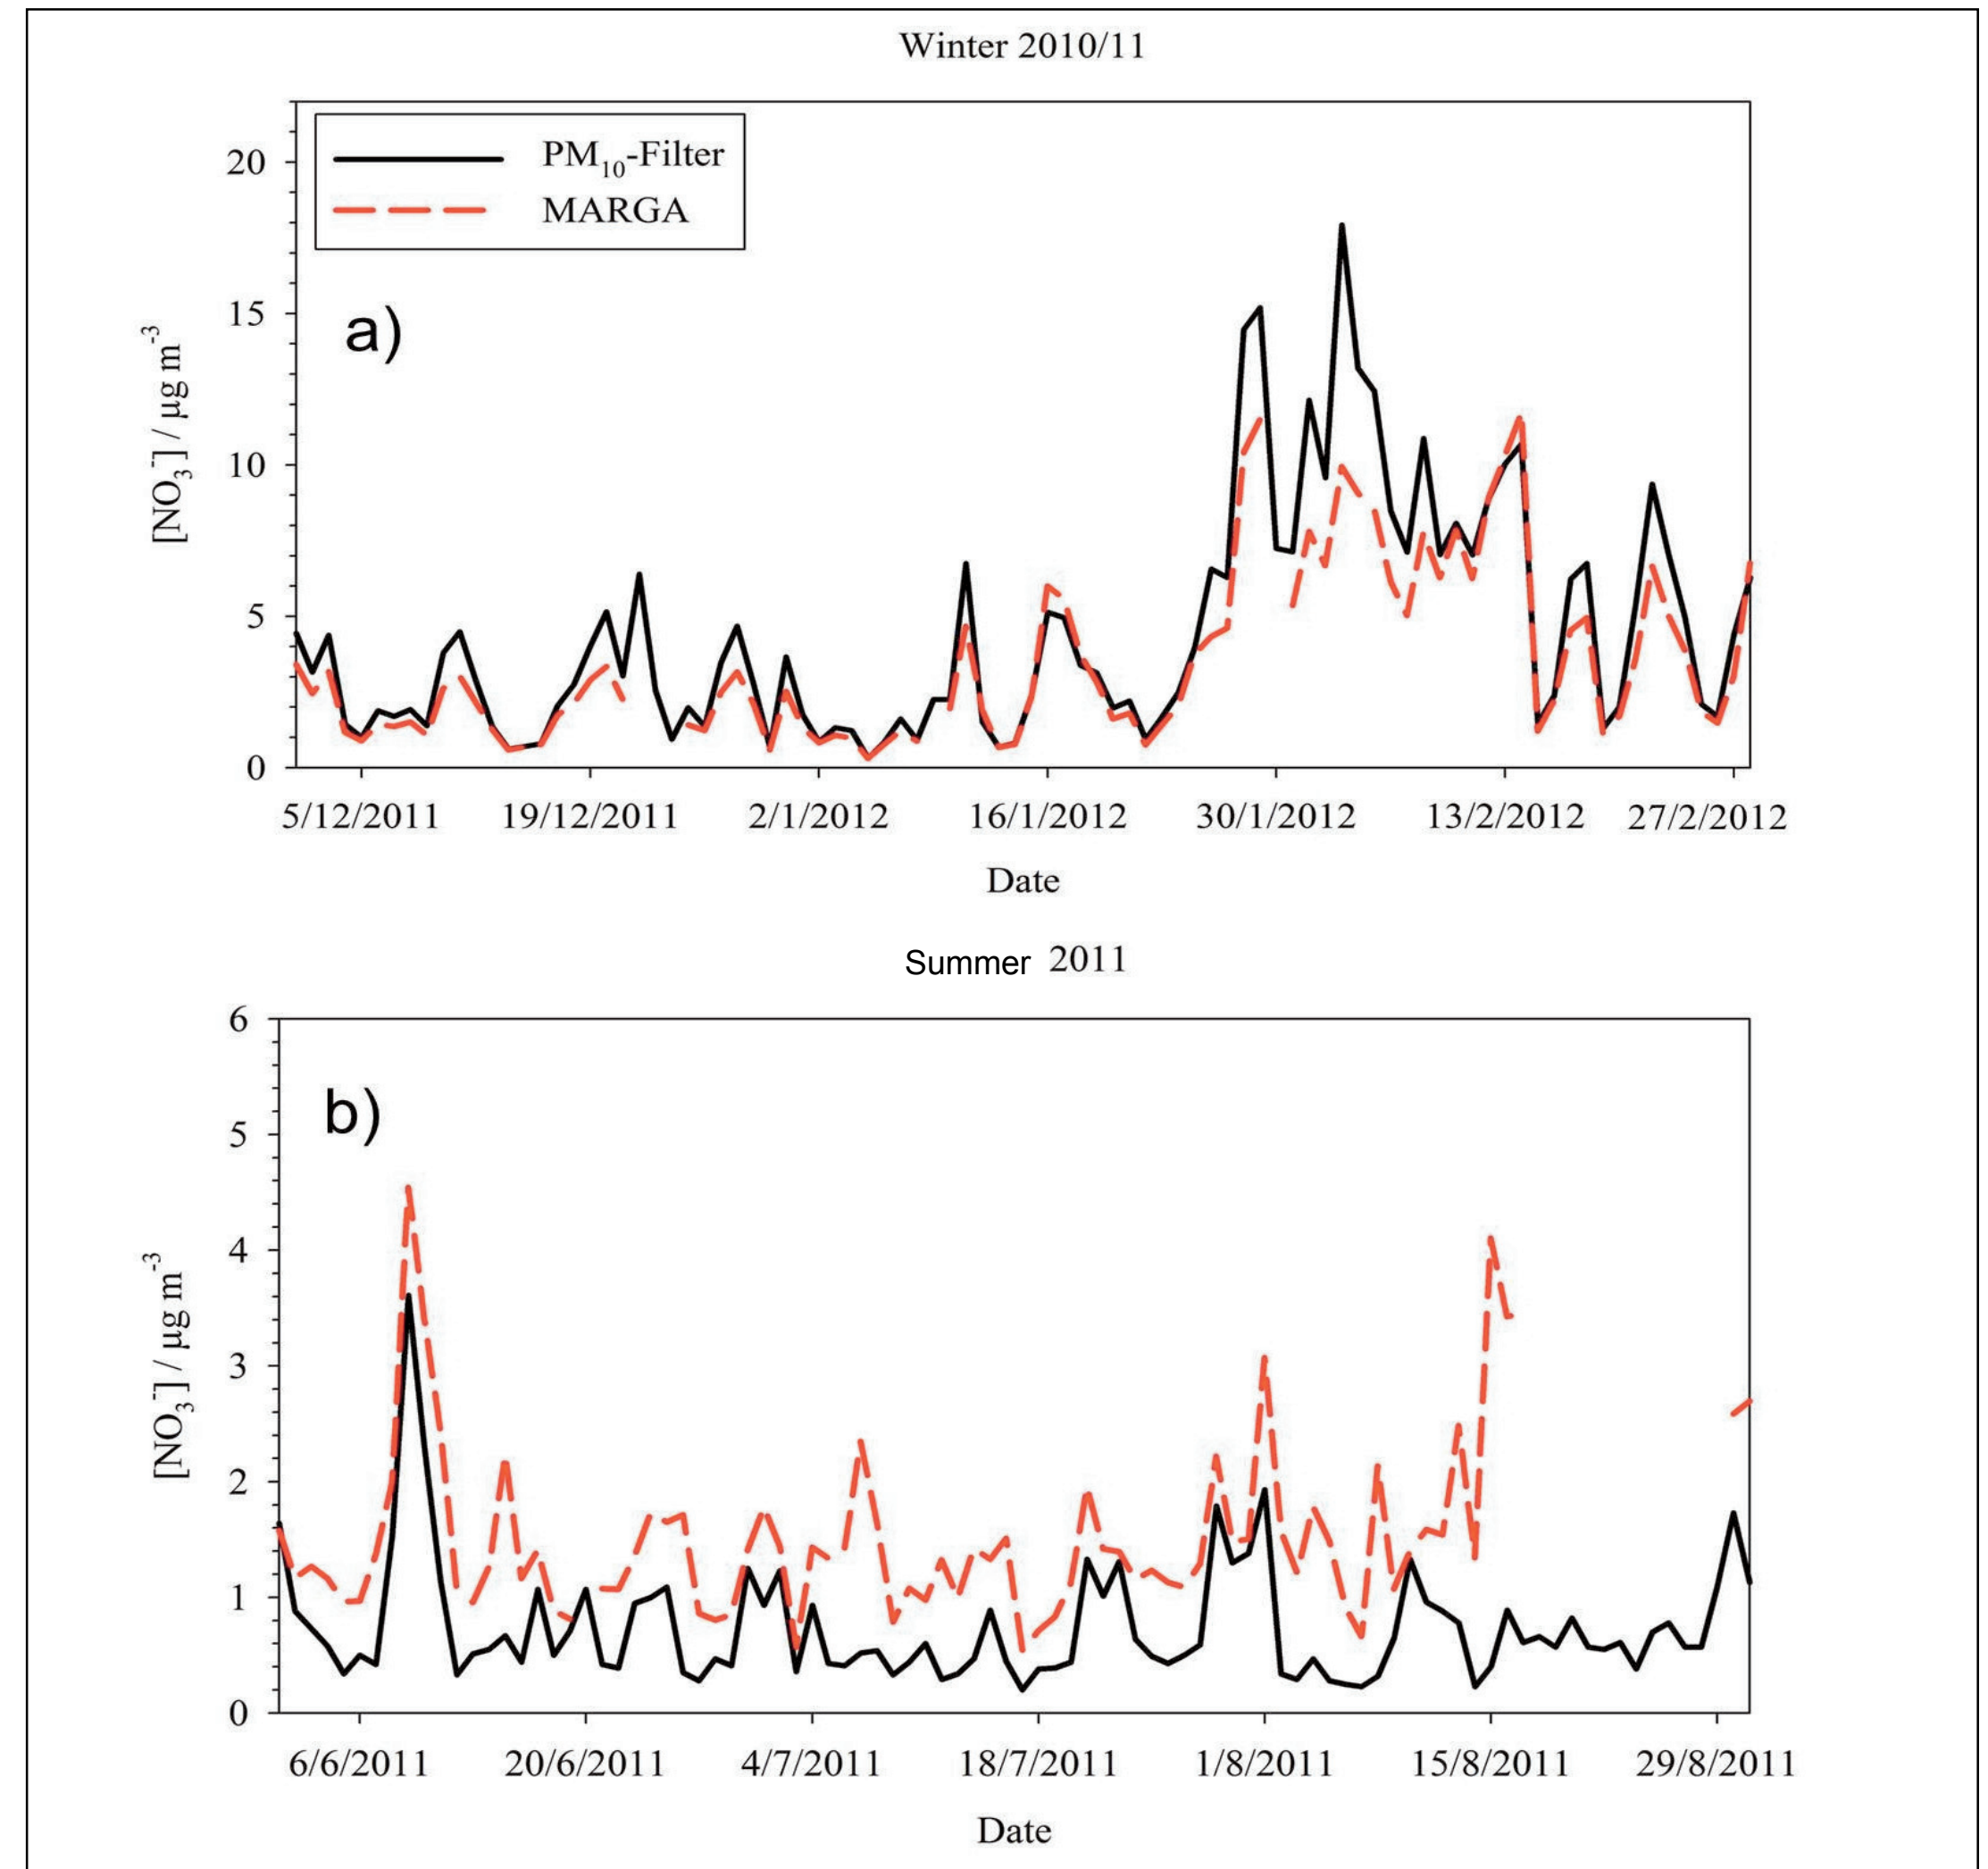 Winter 2010/11
PM₁₀-Filter
MARGA
a)
20
15
10
5
0
[NO₃⁻] / µg m⁻³
5/12/2011 19/12/2011 2/1/2012 16/1/2012 30/1/2012 13/2/2012 27/2/2012
Date
Summer 2011
b)
6
5
4
3
2
1
0
[NO₃⁻] / µg m⁻³
6/6/2011 20/6/2011 4/7/2011 18/7/2011 1/8/2011 15/8/2011 29/8/2011
Date